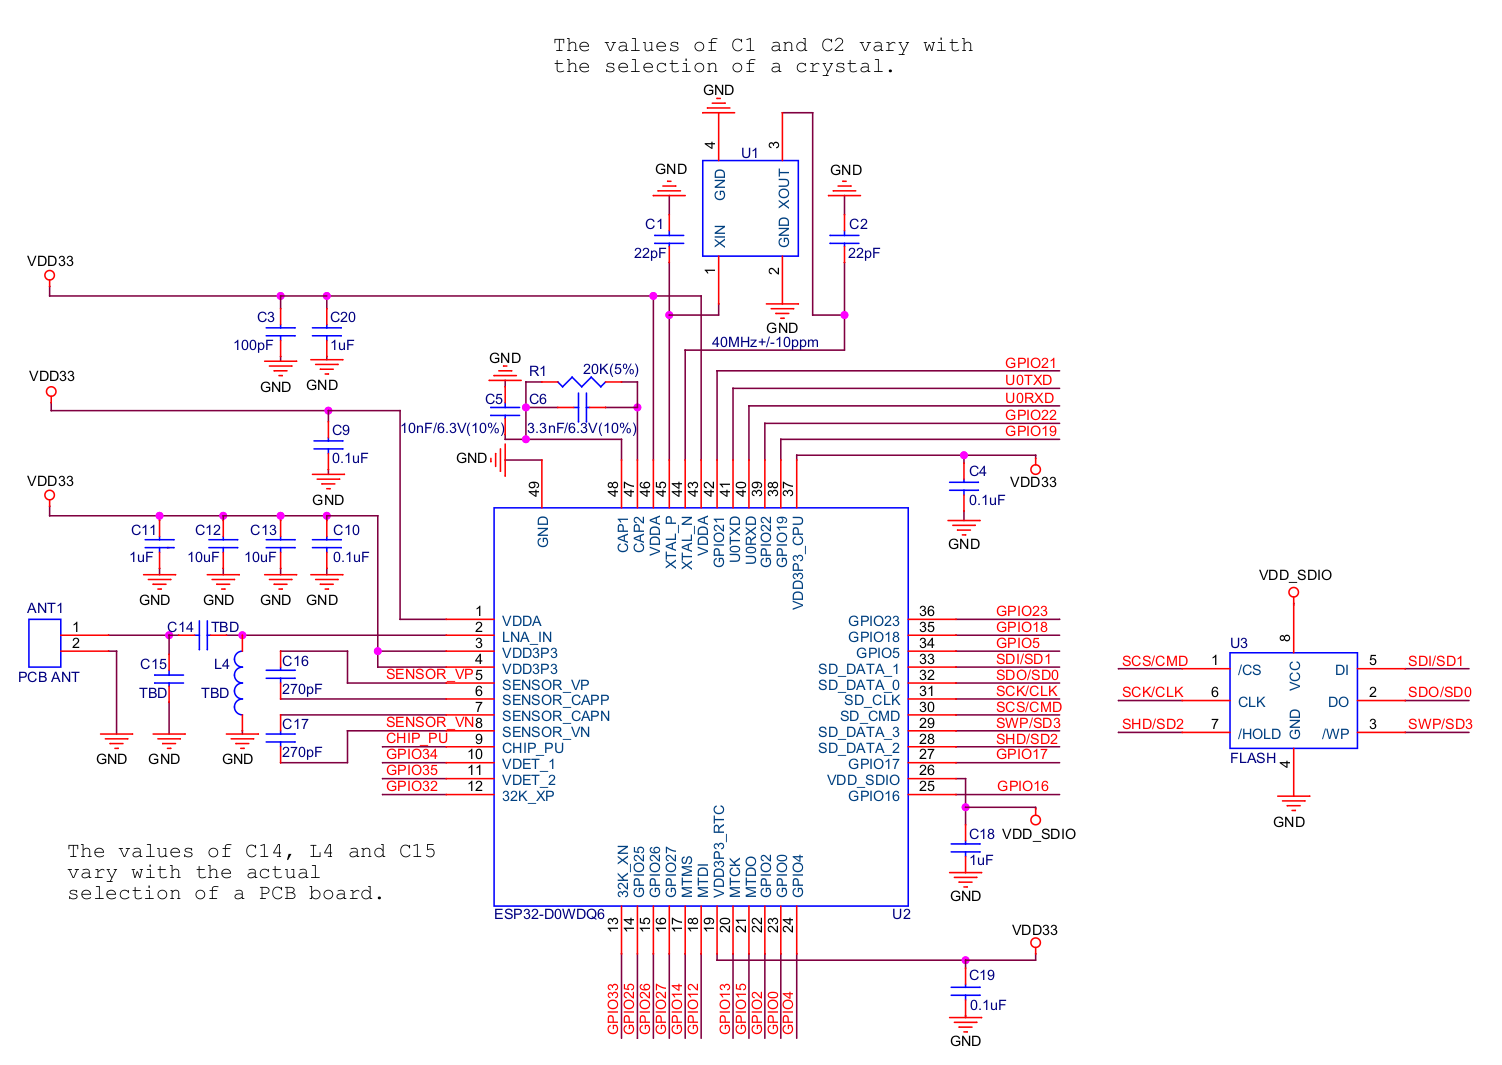 The values of C1 and C2 vary with
the selection of a crystal.
GND
4
3
U1
GND
GND
GND
XOUT
XIN
GND
C1
22pF
C2
22pF
1
2
GND
40MHz+/-10ppm
VDD33
C3
100pF
GND
C20
1uF
GND
VDD33
C9
0.1uF
GND
GND
R1
20K(5%)
C5
C6
10nF/6.3V(10%)
3.3nF/6.3V(10%)
GND
GPIO21
U0TXD
U0RXD
GPIO22
GPIO19
C4
0.1uF
GND
VDD33
VDD33
C11
1uF
GND
C12
10uF
GND
C13
10uF
GND
C10
0.1uF
GND
49
48
47
46
45
44
43
42
41
40
39
38
37
GND
CAP1
CAP2
VDDA
XTAL_P
XTAL_N
VDDA
GPIO21
U0TXD
U0RXD
GPIO22
GPIO19
VDD3P3_CPU
ANT1
1
2
PCB ANT
GND
C14
TBD
C15
TBD
GND
L4
TBD
GND
C16
270pF
C17
270pF
1 VDDA
2 LNA_IN
3 VDD3P3
4 VDD3P3
SENSOR_VP 5 SENSOR_VP
6 SENSOR_CAPP
7 SENSOR_CAPN
SENSOR_VN 8 SENSOR_VN
CHIP_PU 9 CHIP_PU
GPIO34 10 VDET_1
GPIO35 11 VDET_2
GPIO32 12 32K_XP
GPIO23 36 GPIO23
GPIO18 35 GPIO18
GPIO5 34 GPIO5
SD_DATA_1 33 SDI/SD1
SD_DATA_0 32 SDO/SD0
SD_CLK 31 SCK/CLK
SD_CMD 30 SCS/CMD
SD_DATA_3 29 SWP/SD3
SD_DATA_2 28 SHD/SD2
GPIO17 27 GPIO17
VDD_SDIO 26
GPIO16 25 GPIO16
VDD_SDIO
C18
1uF
GND
32K_XN
GPIO25
GPIO26
GPIO27
MTMS
MTDI
VDD3P3_RTC
MTCK
MTDO
GPIO2
GPIO0
GPIO4
ESP32-D0WDQ6
U2
13
14
15
16
17
18
19
20
21
22
23
24
GPIO33
GPIO25
GPIO26
GPIO27
GPIO14
GPIO12
GPIO13
GPIO15
GPIO2
GPIO0
GPIO4
VDD33
C19
0.1uF
GND
The values of C14, L4 and C15
vary with the actual
selection of a PCB board.
VDD_SDIO
8
U3
SCS/CMD 1 /CS
SCK/CLK 6 CLK
SHD/SD2 7 /HOLD
VCC
GND
DI 5 SDI/SD1
DO 2 SDO/SD0
/WP 3 SWP/SD3
FLASH
4
GND